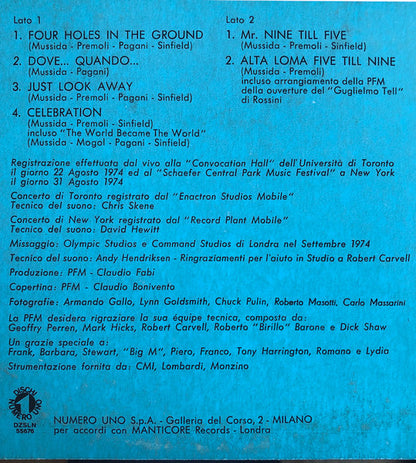 Lato 1
1. FOUR HOLES IN THE GROUND
(Mussida - Premoli - Pagani - Sinfield)
2. DOVE... QUANDO...
(Mussida - Pagani)
3. JUST LOOK AWAY
(Mussida - Premoli - Sinfield)
4. CELEBRATION
(Mussida - Premoli - Pagani - Sinfield)
incluso "The World Became The World"
(Mussida - Mogol - Pagani - Sinfield)
Lato 2
1. Mr. NINE TILL FIVE
(Mussida - Premoli - Pagani - Sinfield)
2. ALTA LOMA FIVE TILL NINE
(Mussida - Premoli)
incluso arrangiamento della PFM
della ouverture del "Guglielmo Tell"
di Rossini
Registrazione effettuata dal vivo alla "Convocation Hall" dell'Università di Toronto
il giorno 22 Agosto 1974 ed al "Schaefer Central Park Music Festival" a New York
il giorno 31 Agosto 1974
Concerto di Toronto registrato dal "Enactron Studios Mobile"
Tecnico del suono: Chris Skene
Concerto di New York registrato dal "Record Plant Mobile"
Tecnico del suono: David Hewitt
Missaggio: Olympic Studios e Command Studios di Londra nel Settembre 1974
Tecnico del suono: Andy Hendriksen - Ringraziamenti per l'aiuto in Studio a Robert Carvell
Produzione: PFM - Claudio Fabi
Copertina: PFM - Claudio Bonivento
Fotografie: Armando Gallo, Lynn Goldsmith, Chuck Pulin, Roberto Masotti, Carlo Massarini
La PFM desidera rigraziare la sua équipe tecnica, composta da:
Geoffry Perren, Mark Hicks, Robert Carvell, Roberto "Birillo" Barone e Dick Shaw
Un grazie speciale a:
Frank, Barbara, Stewart, "Big M", Piero, Franco, Tony Harrington, Romano e Lydia
Strumentazione fornita da: CMI, Lombardi, Monzino
DISCHI NUMERO UNO
DZSLN
55676
NUMERO UNO S.p.A. - Galleria del Corso, 2 - MILANO
per accordi con MANTICORE Records - Londra